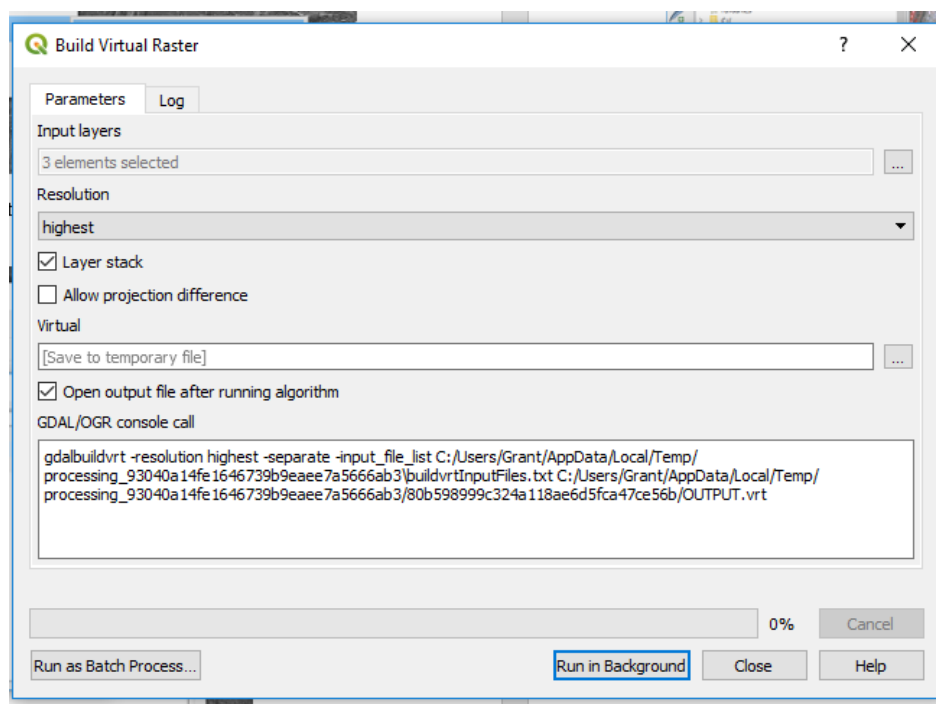 Build Virtual Raster
?
Parameters
Log
Input layers
3 elements selected
...
Resolution
highest
Layer stack
Allow projection difference
Virtual
[Save to temporary file]
...
Open output file after running algorithm
GDAL/OGR console call
gdalbuildvrt -resolution highest -separate -input_file_list C:/Users/Grant/AppData/Local/Temp/
processing_93040a14fe1646739b9eaee7a5666ab3\buildvrtInputFiles.txt C:/Users/Grant/AppData/Local/Temp/
processing_93040a14fe1646739b9eaee7a5666ab3/80b598999c324a118ae6d5fca47ce56b/OUTPUT.vrt
0%
Cancel
Run as Batch Process...
Run in Background
Close
Help